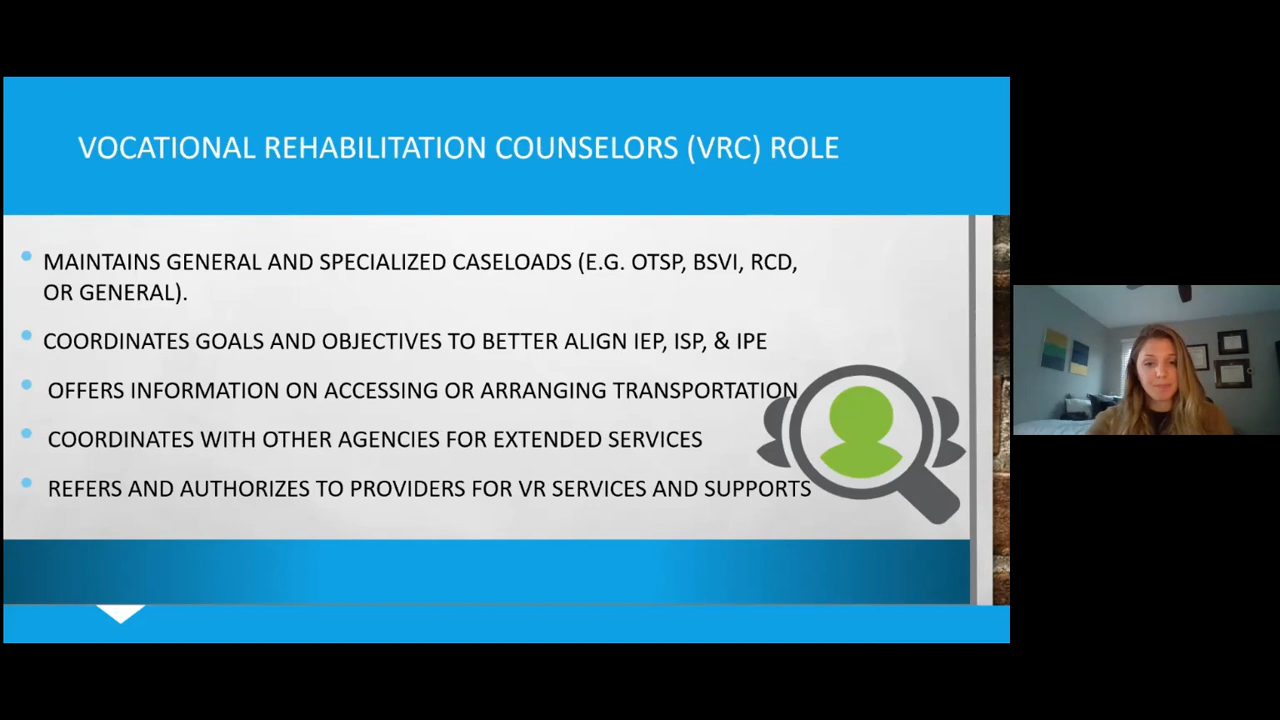 VOCATIONAL REHABILITATION COUNSELORS (VRC) ROLE
MAINTAINS GENERAL AND SPECIALIZED CASELOADS (E.G. OTSP, BSVI, RCD,
OR GENERAL).
COORDINATES GOALS AND OBJECTIVES TO BETTER ALIGN IEP, ISP, & IPE
OFFERS INFORMATION ON ACCESSING OR ARRANGING TRANSPORTATION
COORDINATES WITH OTHER AGENCIES FOR EXTENDED SERVICES
REFERS AND AUTHORIZES TO PROVIDERS FOR VR SERVICES AND SUPPORTS